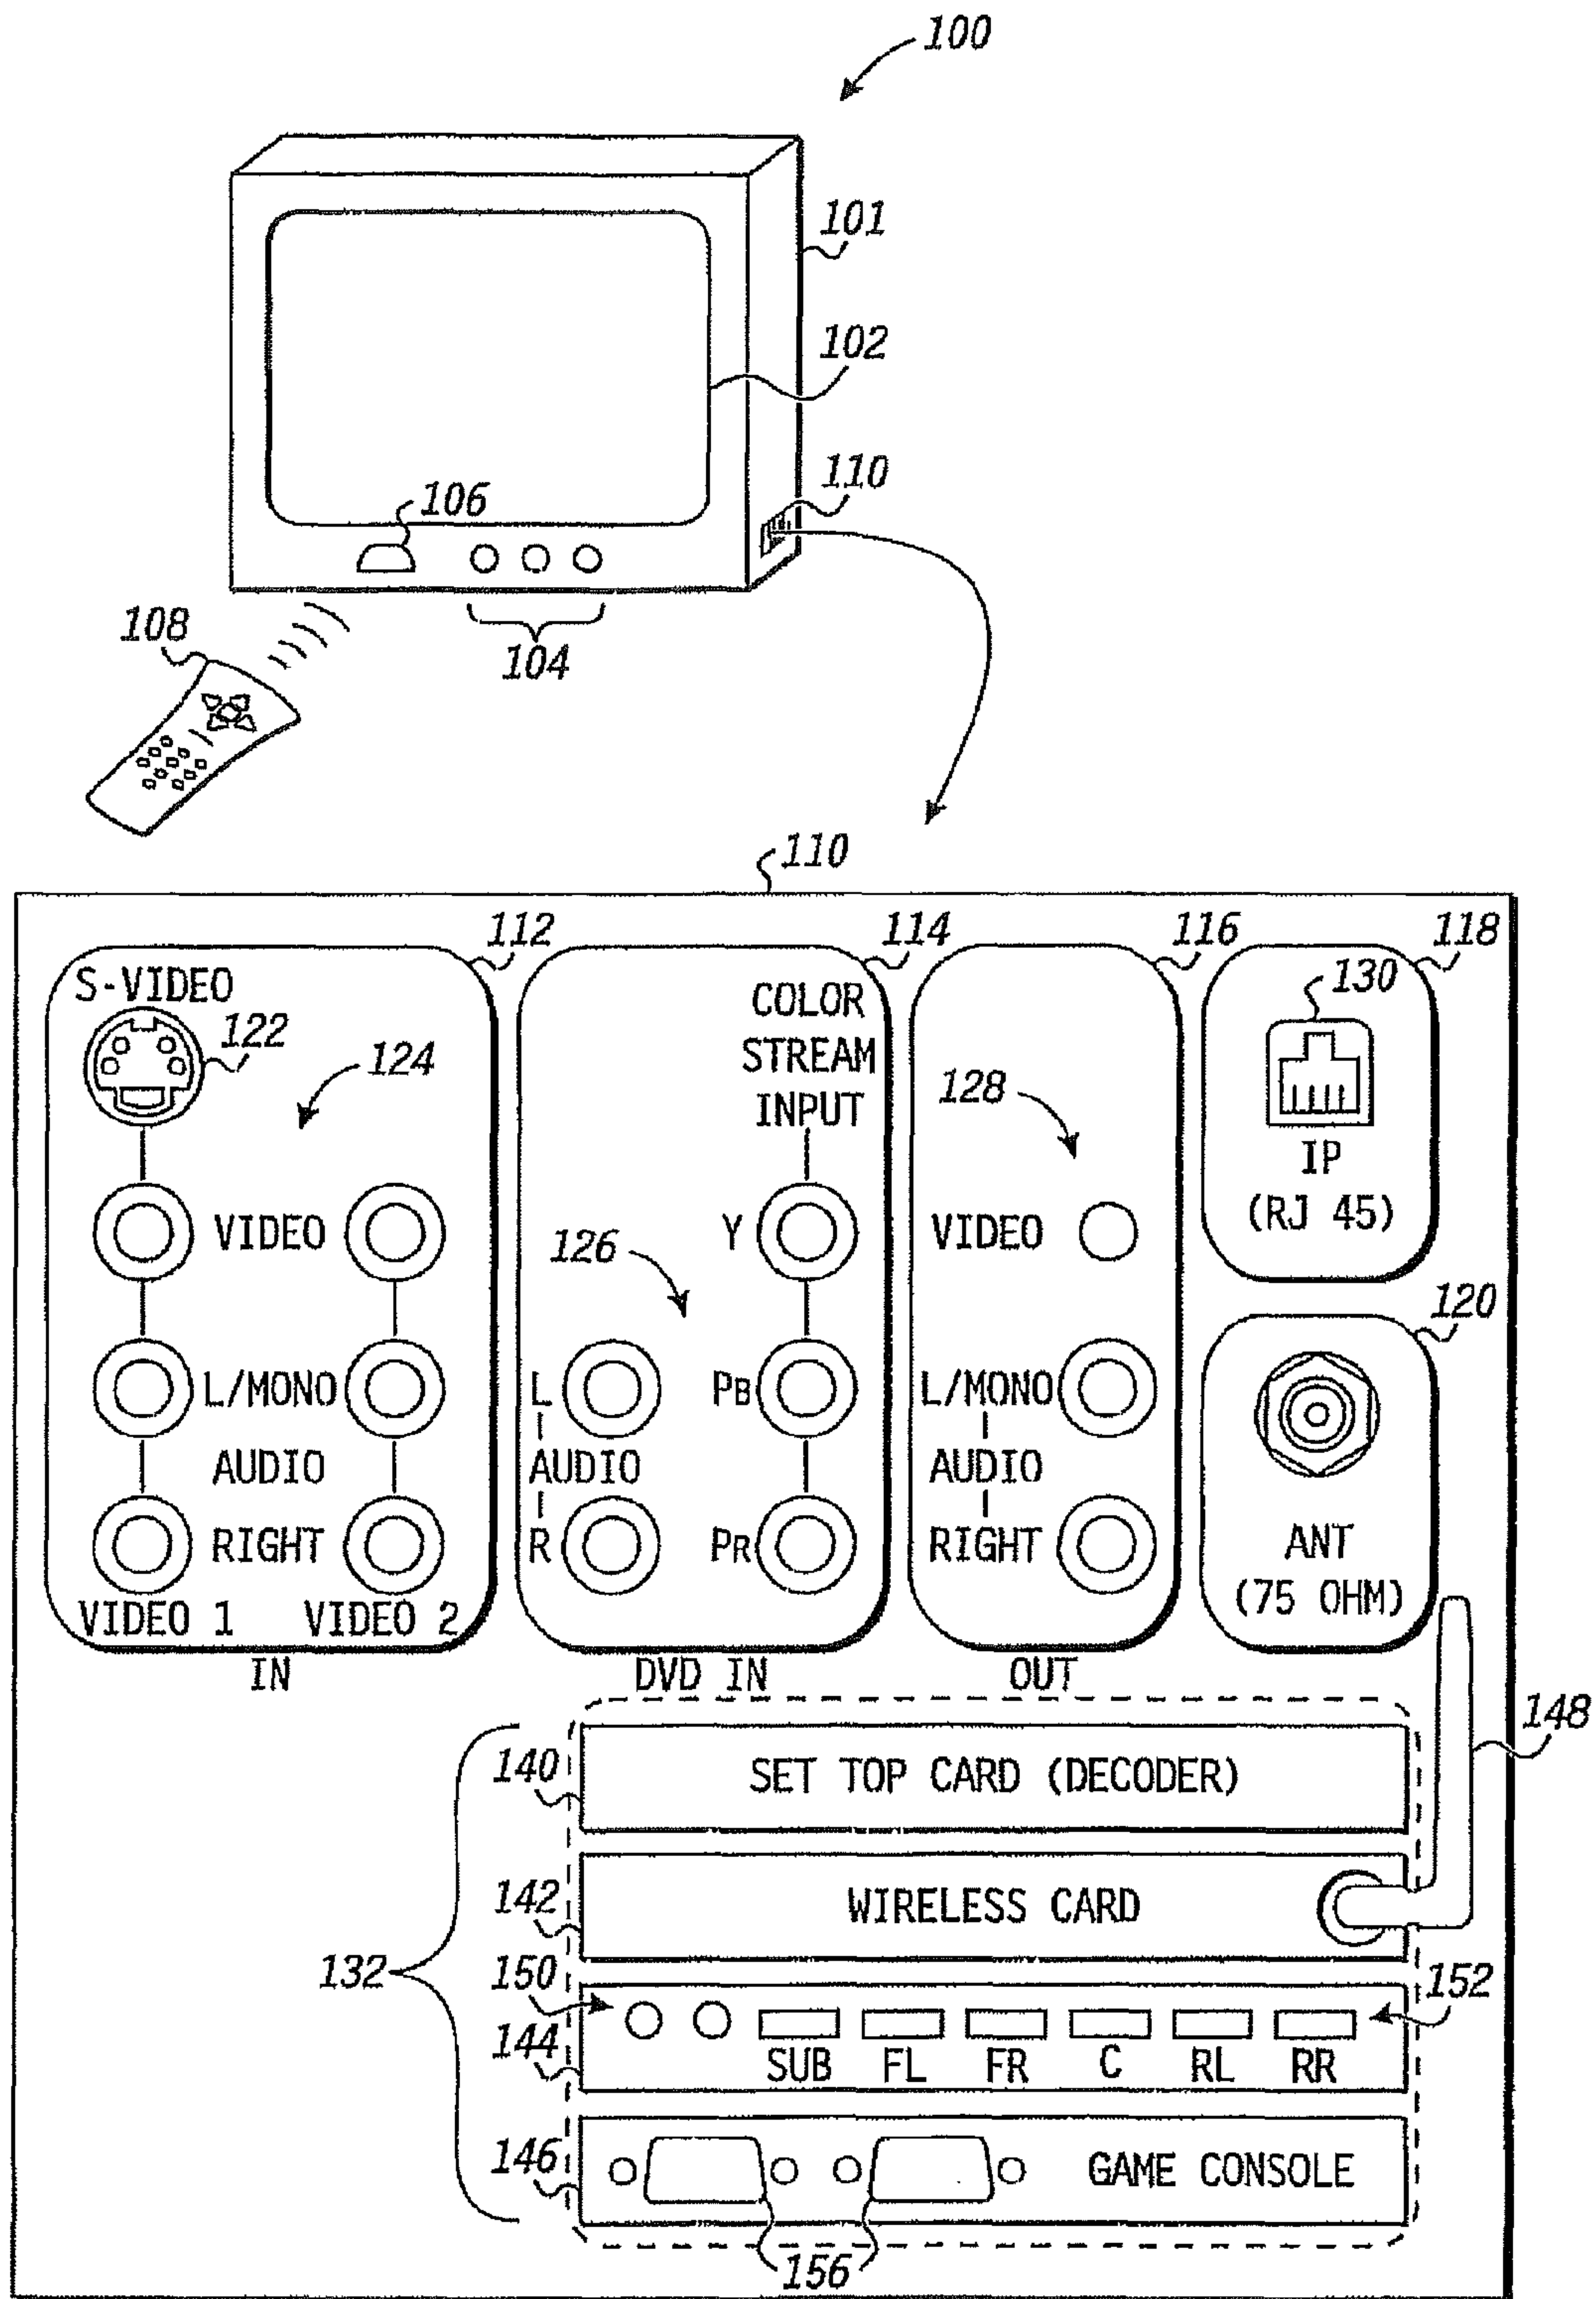 100
101
102
110
106
108
104
110
112
114
116
118
S-VIDEO
122
124
COLOR
STREAM
INPUT
128
130
IP
(RJ 45)
VIDEO
126
Y
VIDEO
120
L/MONO
L
PB
L/MONO
AUDIO
AUDIO
AUDIO
RIGHT
R
PR
RIGHT
ANT
(75 OHM)
VIDEO 1
VIDEO 2
IN
DVD IN
OUT
148
140
SET TOP CARD (DECODER)
142
WIRELESS CARD
132
150
152
144
SUB FL FR C RL RR
146
GAME CONSOLE
156